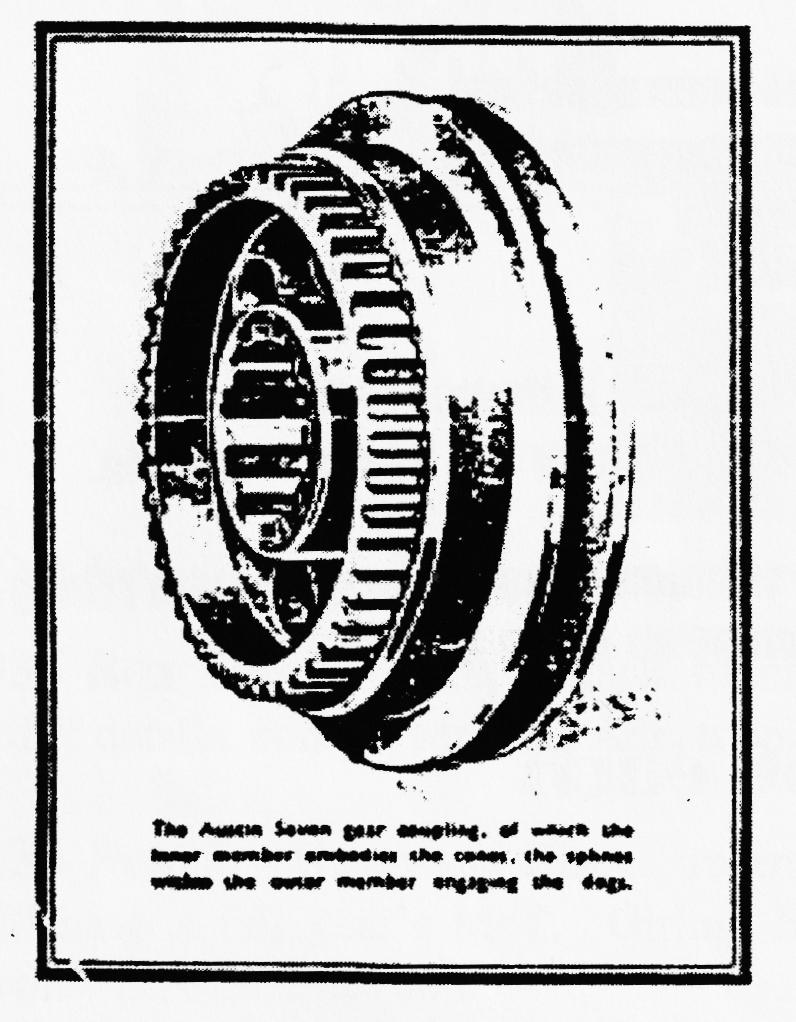 The Austin Seven gear coupling, of which the
inner member embodies the cones, the splines
within the outer member engaging the dogs.